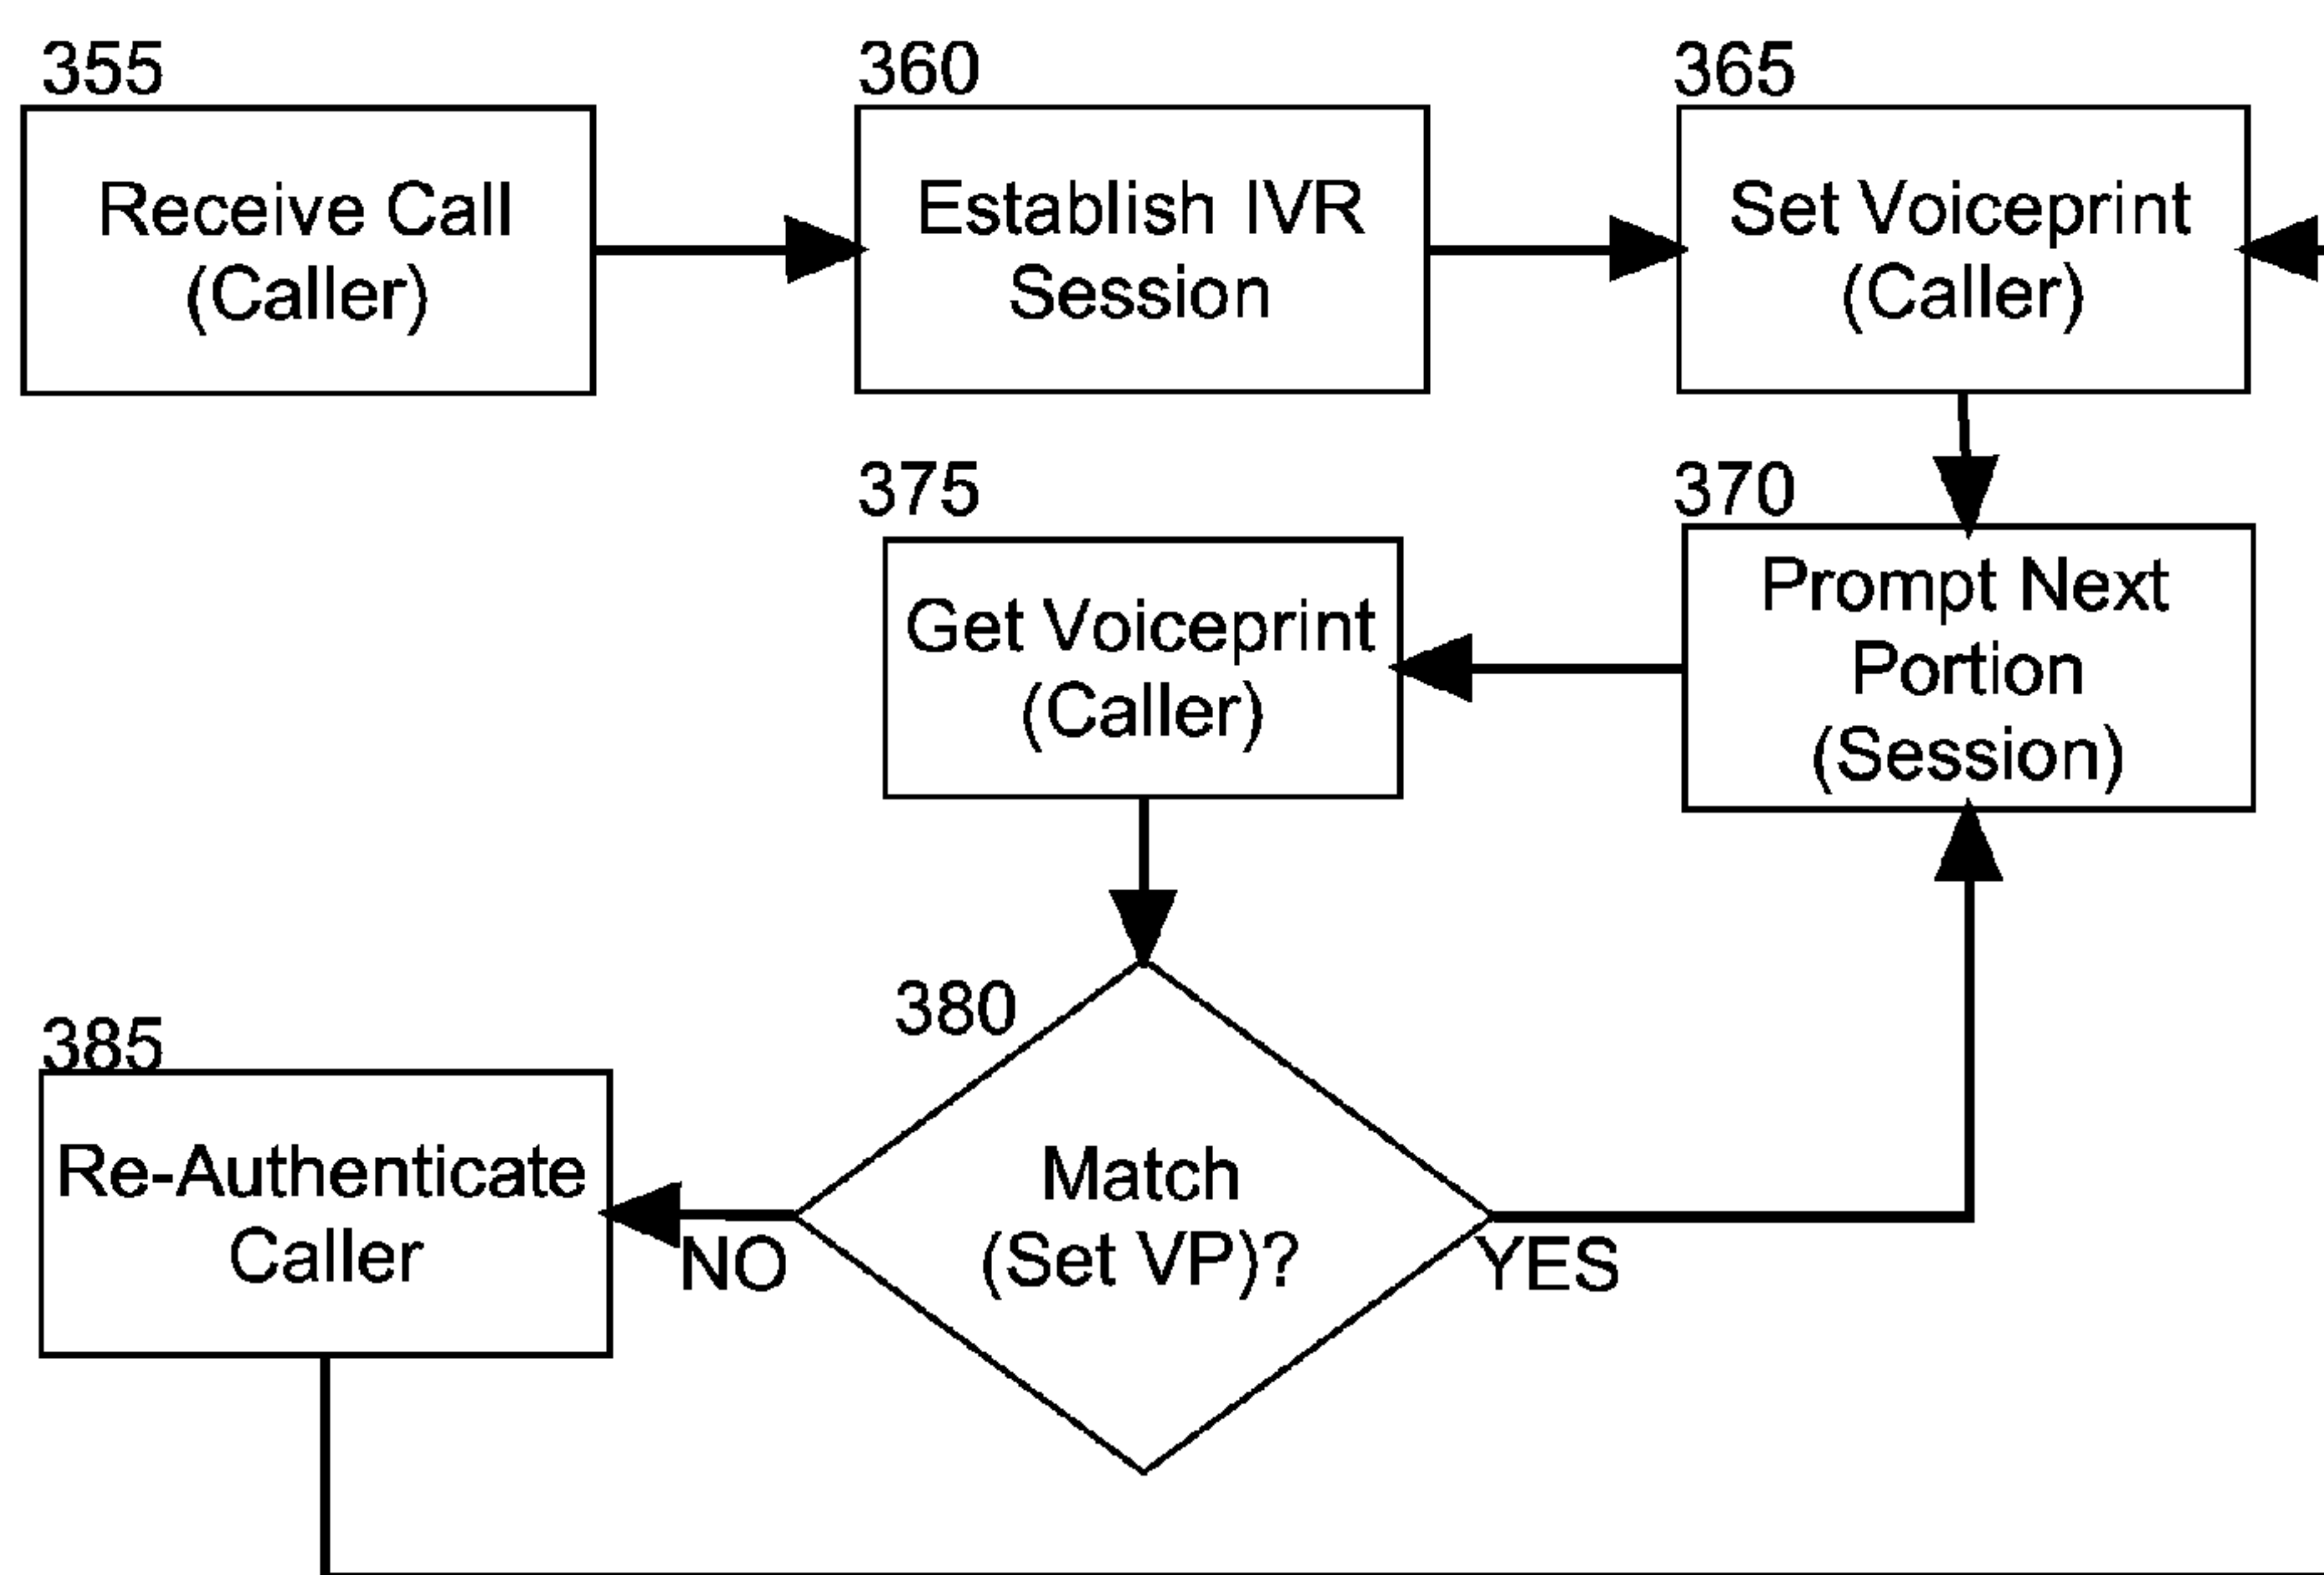 355
Receive Call
(Caller)
360
Establish IVR
Session
365
Set Voiceprint
(Caller)
375
Get Voiceprint
(Caller)
370
Prompt Next
Portion
(Session)
380
Match
(Set VP)?
NO
YES
385
Re-Authenticate
Caller